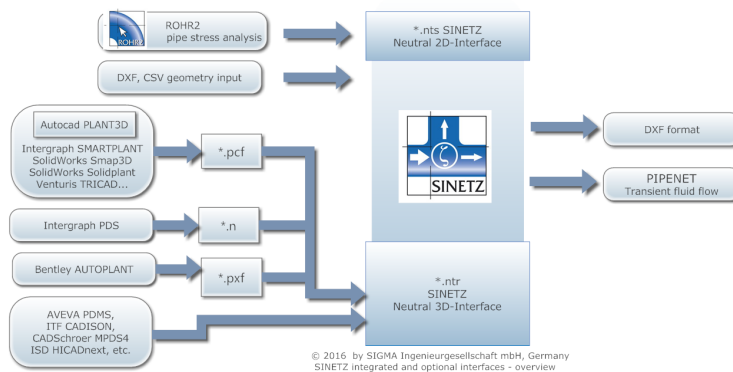 ROHR2
pipe stress analysis
ROHR2
*.nts SINETZ
Neutral 2D-Interface
DXF, CSV geometry input
Autocad PLANT3D
Intergraph SMARTPLANT
SolidWorks Smap3D
SolidWorks Solidplant
Venturis TRICAD...
*.pcf
SINETZ
DXF format
PIPENET
Transient fluid flow
Intergraph PDS
*.n
Bentley AUTOPLANT
*.pxf
*.ntr
SINETZ
Neutral 3D-Interface
AVEVA PDMS,
ITF CADISON,
CADSchroer MPDS4
ISD HICADnext, etc.
© 2016 by SIGMA Ingenieurgesellschaft mbH, Germany
SINETZ integrated and optional interfaces - overview